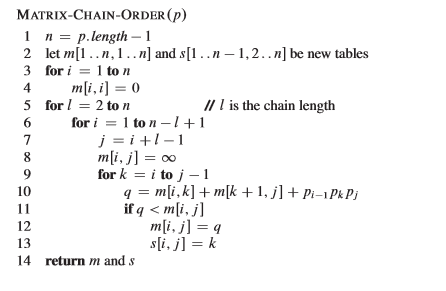 MATRIX-CHAIN-ORDER(p)
1 n = p.length − 1
2 let m[1 . . n, 1 . . n] and s[1 . . n − 1, 2 . . n] be new tables
3 for i = 1 to n
4 m[i, i] = 0
5 for l = 2 to n // l is the chain length
6 for i = 1 to n − l + 1
7 j = i + l − 1
8 m[i, j] = ∞
9 for k = i to j − 1
10 q = m[i, k] + m[k + 1, j] + p_{i−1} p_k p_j
11 if q < m[i, j]
12 m[i, j] = q
13 s[i, j] = k
14 return m and s